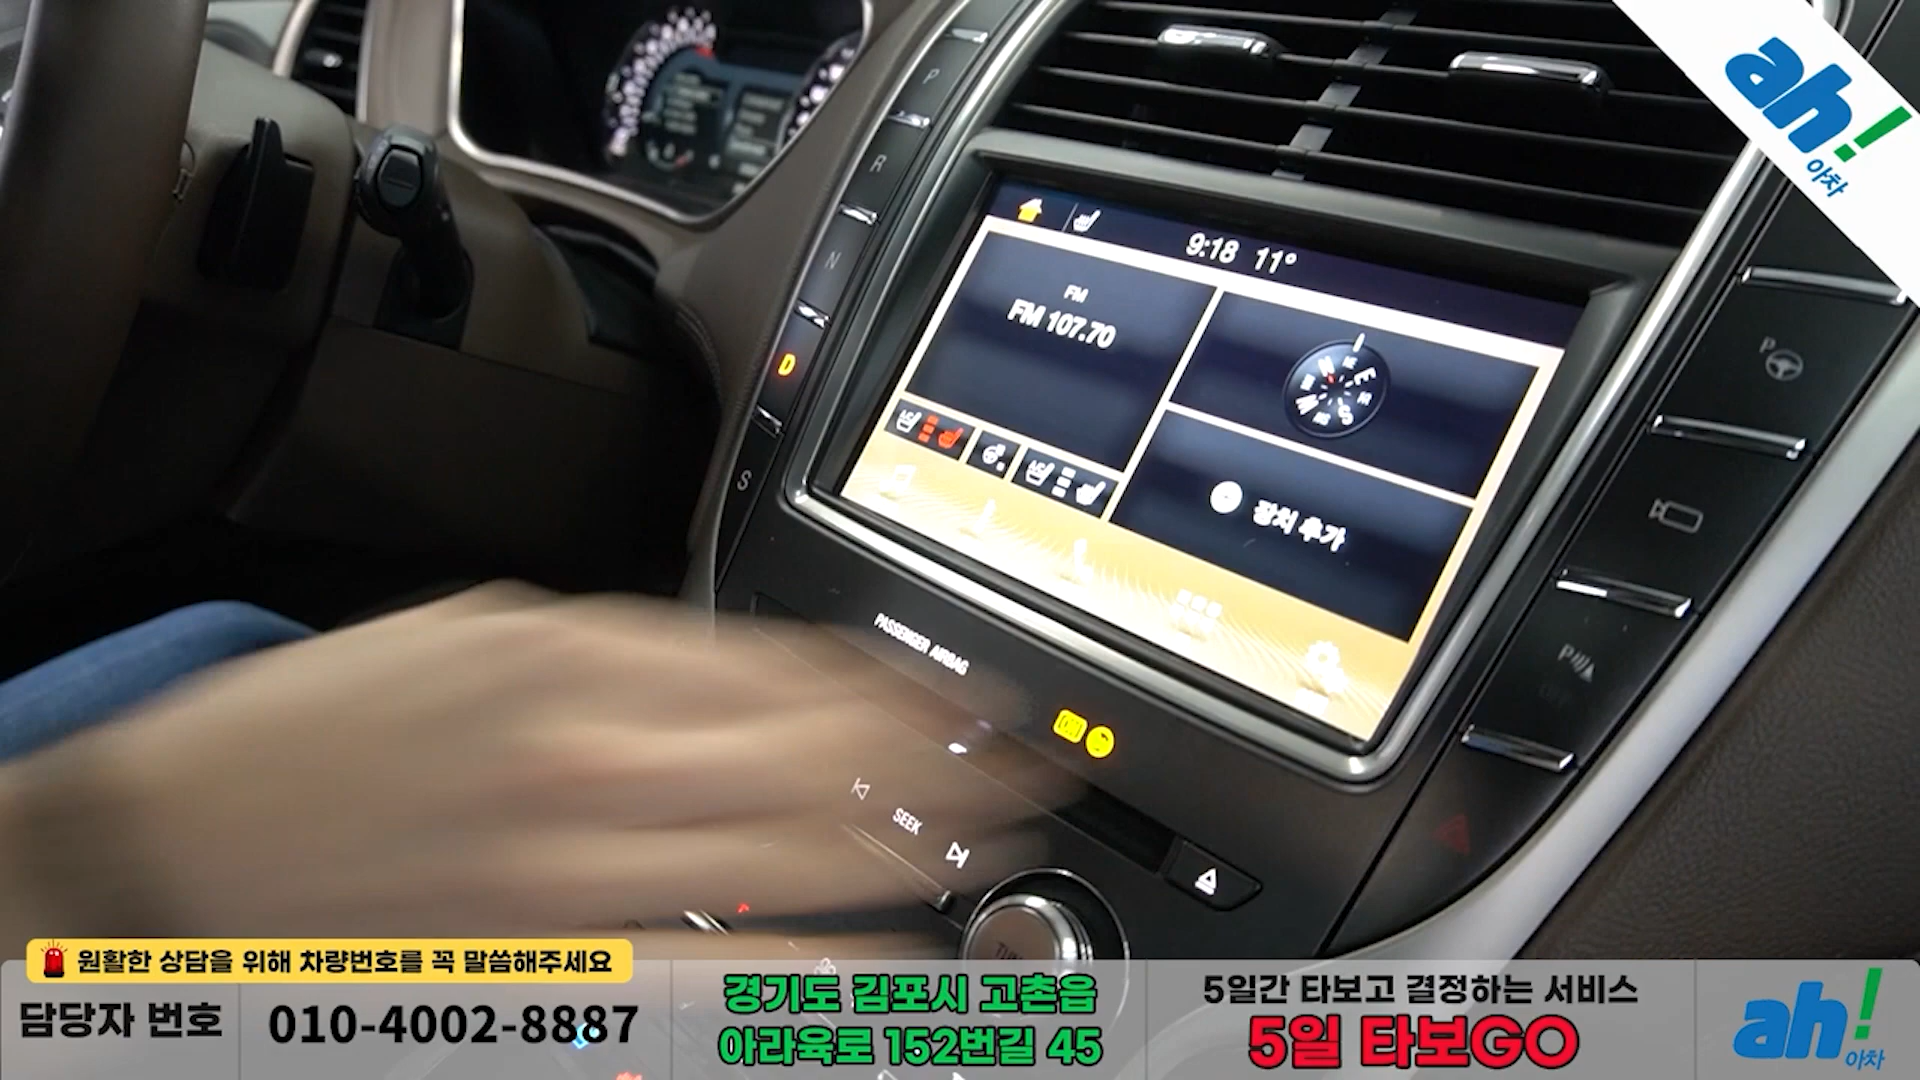 ah!
아차
P
R
N
D
S
9:18 11°
FM
FM 107.70
장치 추가
PASSENGER AIRBAG
SEEK
원활한 상담을 위해 차량번호를 꼭 말씀해주세요
담당자 번호
010-4002-8887
경기도 김포시 고촌읍
아라육로 152번길 45
5일간 타보고 결정하는 서비스
5일 타보GO
ah!
아차